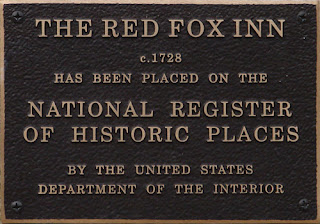 THE RED FOX INN
c.1728
HAS BEEN PLACED ON THE
NATIONAL REGISTER
OF HISTORIC PLACES
BY THE UNITED STATES
DEPARTMENT OF THE INTERIOR